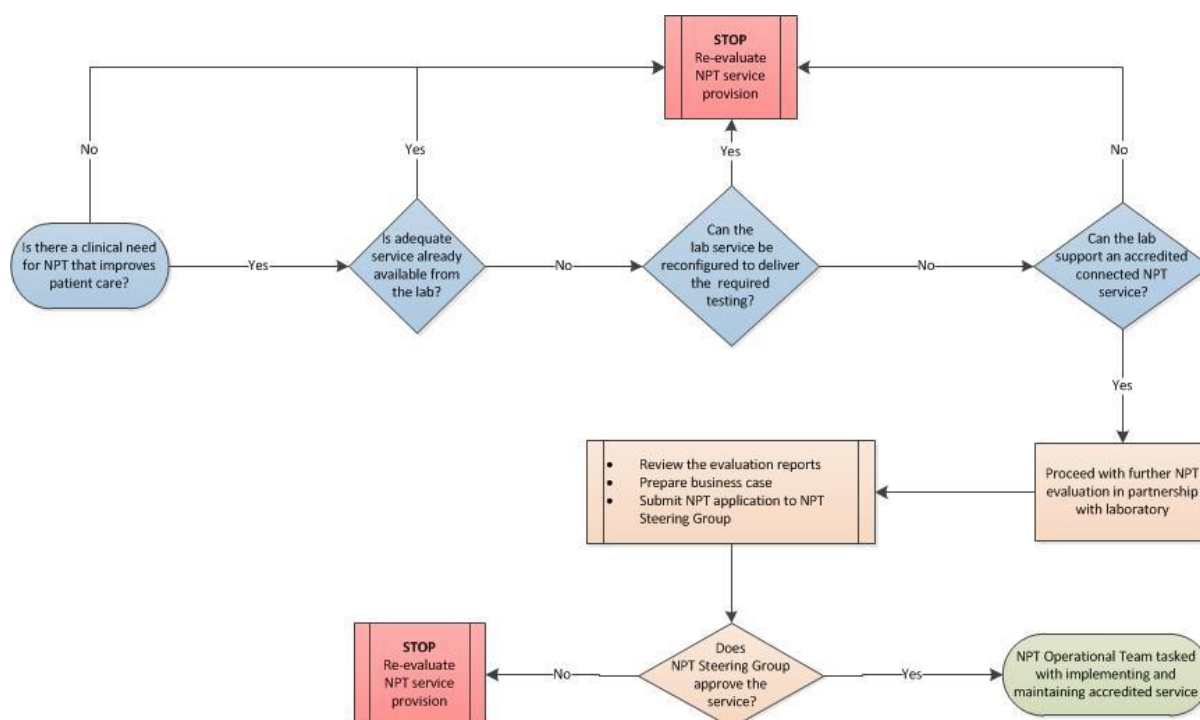 STOP
Re-evaluate
NPT service
provision
No
Yes
Yes
No
Is there a clinical need
for NPT that improves
patient care?
Yes
Is adequate
service already
available from
the lab?
No
Can the
lab service be
reconfigured to deliver
the required
testing?
No
Can the lab
support an accredited
connected NPT
service?
Yes
• Review the evaluation reports
• Prepare business case
• Submit NPT application to NPT
Steering Group
Proceed with further NPT
evaluation in partnership
with laboratory
STOP
Re-evaluate
NPT service
provision
No
Does
NPT Steering Group
approve the
service?
Yes
NPT Operational Team tasked
with implementing and
maintaining accredited service